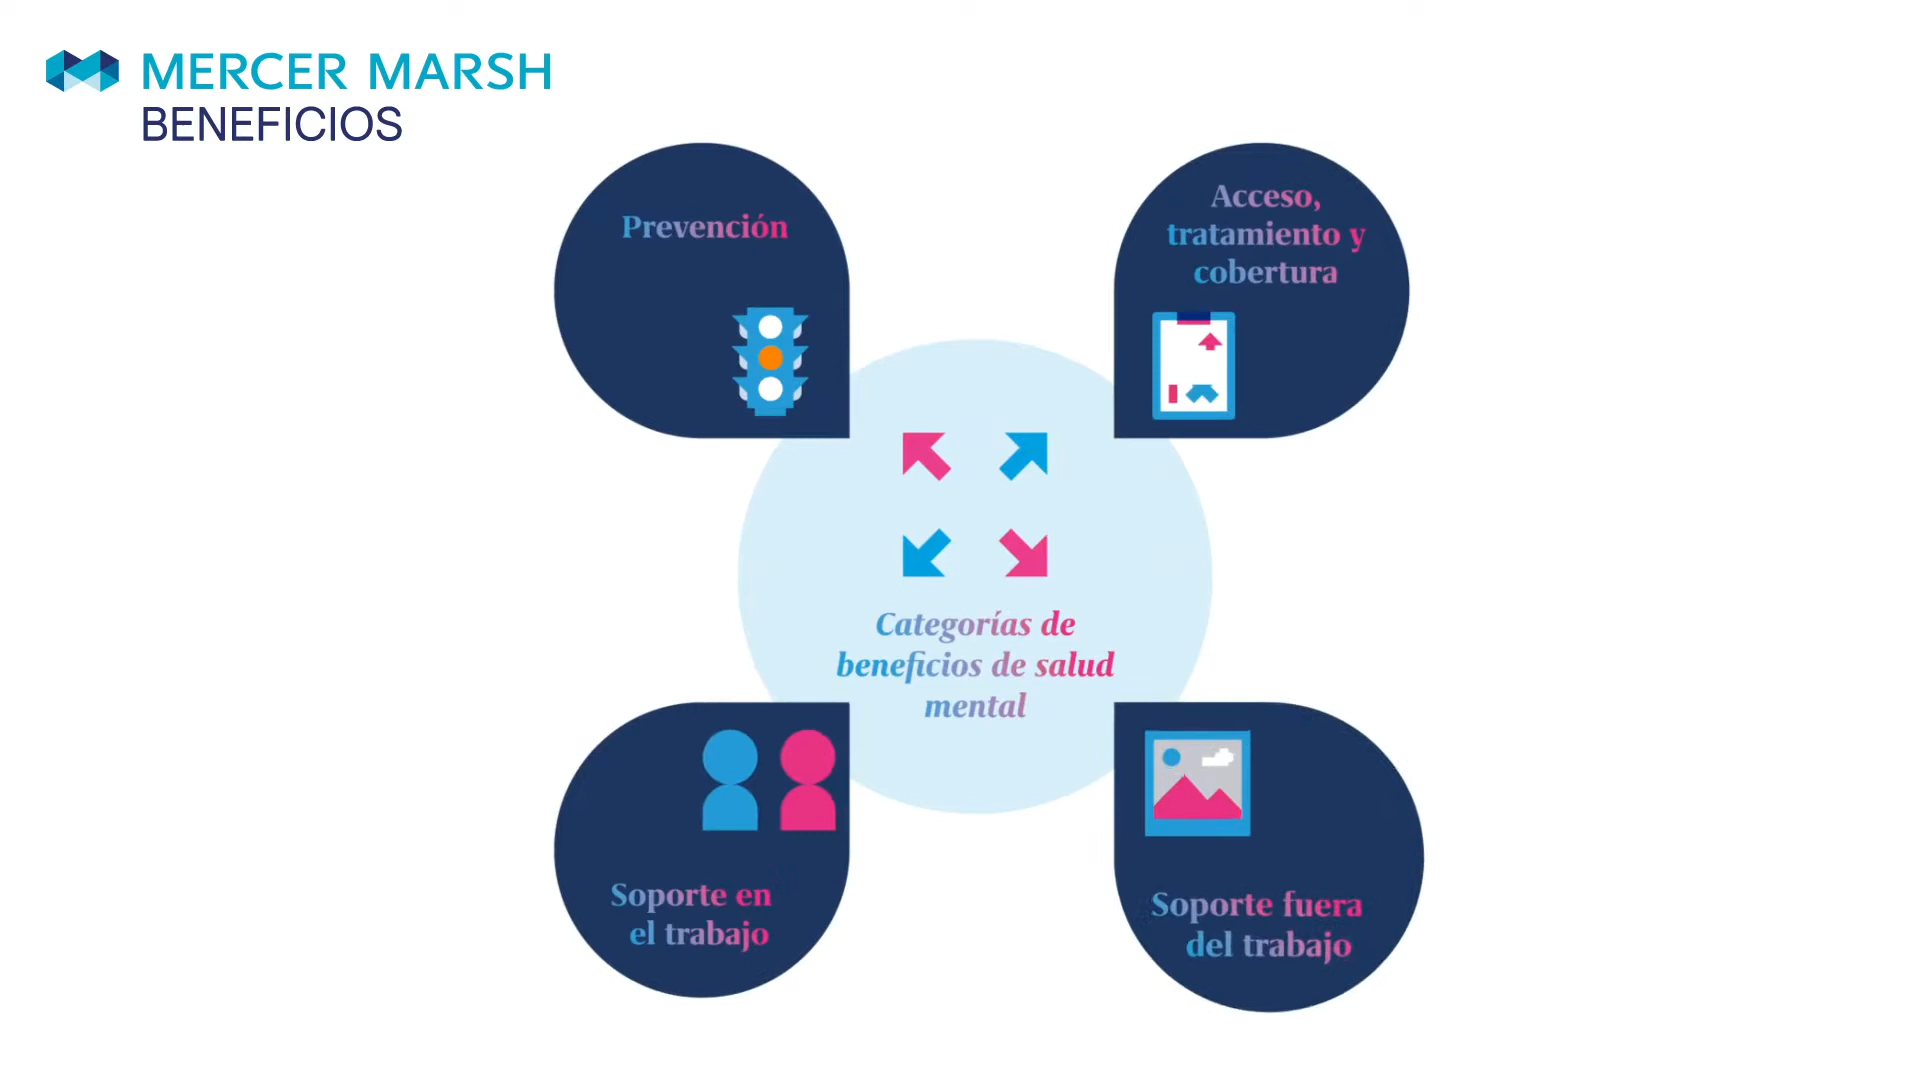 MERCER MARSH
BENEFICIOS
Prevención
Acceso,
tratamiento y
cobertura
Categorías de
beneficios de salud
mental
Soporte en
el trabajo
Soporte fuera
del trabajo